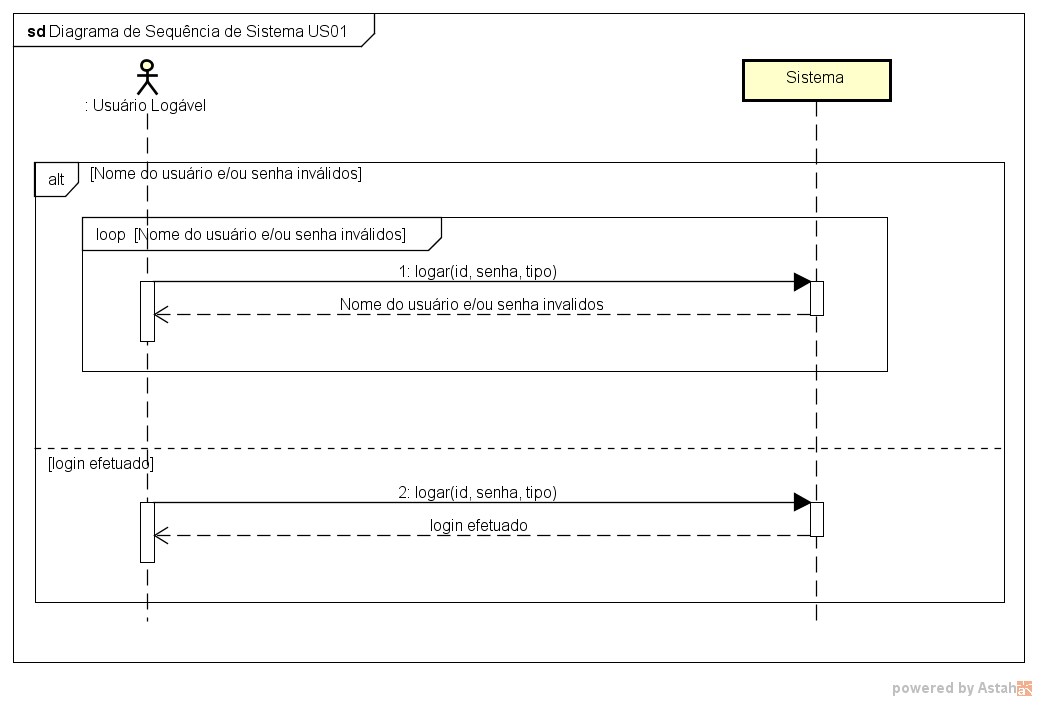 sd Diagrama de Sequência de Sistema US01
: Usuário Logável
Sistema
alt
[Nome do usuário e/ou senha inválidos]
loop [Nome do usuário e/ou senha inválidos]
1: logar(id, senha, tipo)
Nome do usuário e/ou senha invalidos
[login efetuado]
2: logar(id, senha, tipo)
login efetuado
powered by Astah